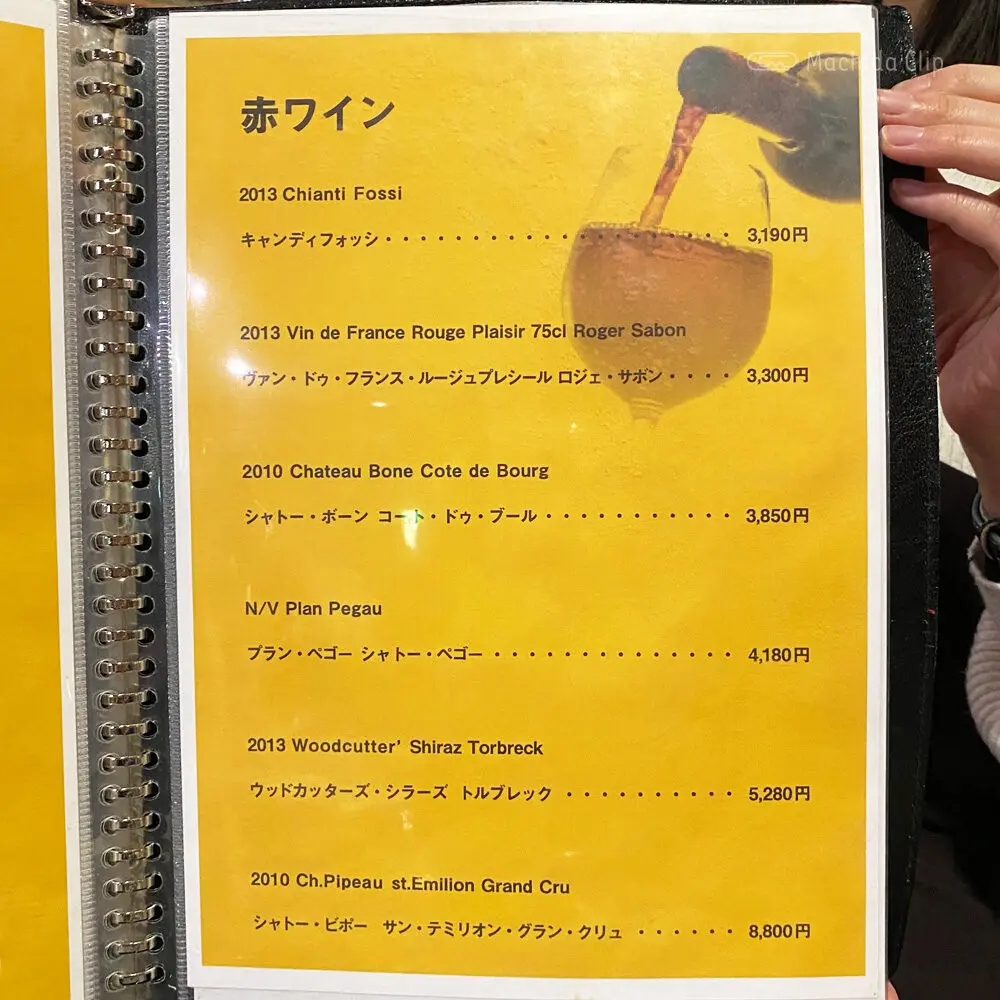 Machida Clip
赤ワイン
2013 Chianti Fossi
キャンディフォッシ・・・・・・・・・・・・・・・・・・・・ 3,190円
2013 Vin de France Rouge Plaisir 75cl Roger Sabon
ヴァン・ドゥ・フランス・ルージュプレシール ロジェ・サボン・・・・ 3,300円
2010 Chateau Bone Cote de Bourg
シャトー・ボーン コート・ドゥ・ブール・・・・・・・・・・・ 3,850円
N/V Plan Pegau
プラン・ペゴー シャトー・ペゴー・・・・・・・・・・・・・・ 4,180円
2013 Woodcutter’ Shiraz Torbreck
ウッドカッターズ・シラーズ トルブレック ・・・・・・・・・・ 5,280円
2010 Ch.Pipeau st.Emilion Grand Cru
シャトー・ビポー サン・テミリオン・グラン・クリュ ・・・・・・ 8,800円